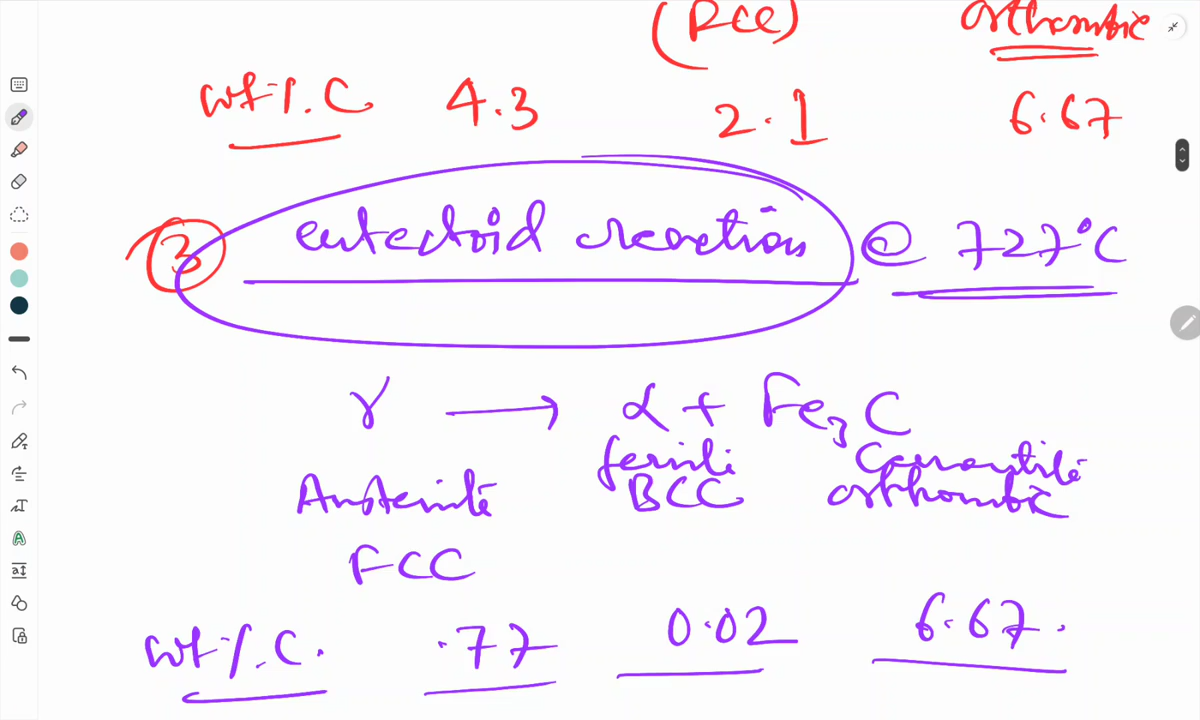 (FCC) orthombic
wt%.C 4.3 2.1 6.67
③ eutectoid reaction @ 727°C
γ → α + Fe3C
ferrite Cementite
Austenite BCC orthombic
FCC
wt%.C. .77 0.02 6.67.